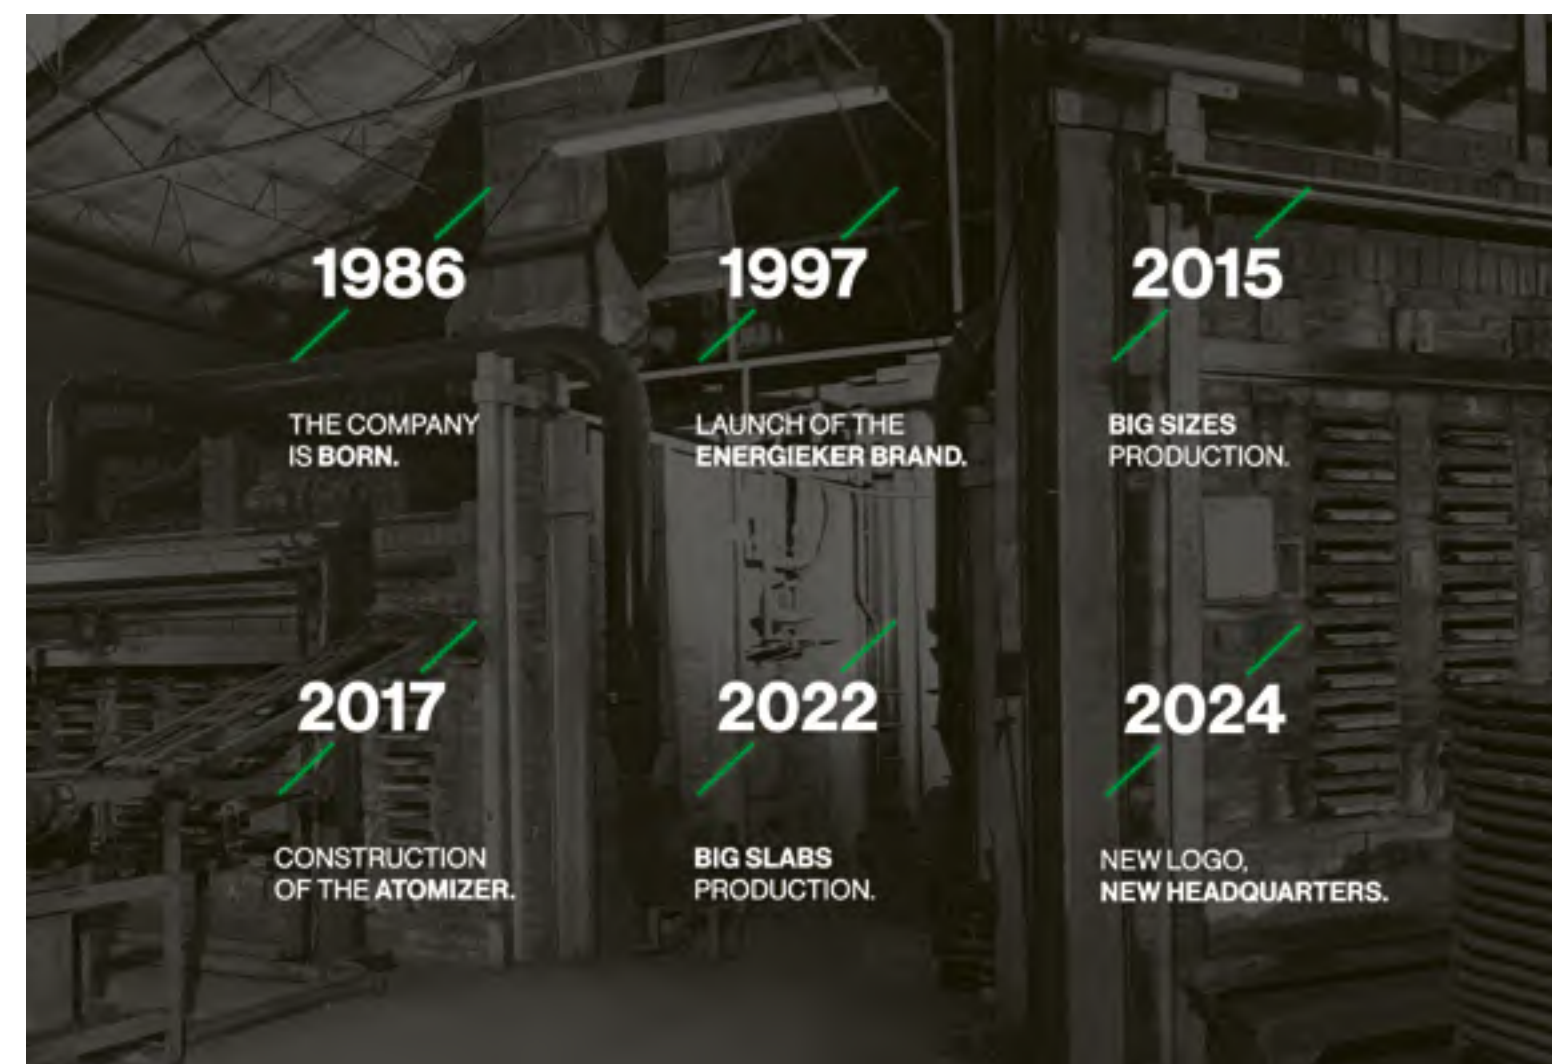 1986
THE COMPANY
IS BORN.
1997
LAUNCH OF THE
ENERGIEKER BRAND.
2015
BIG SIZES
PRODUCTION.
2017
CONSTRUCTION
OF THE ATOMIZER.
2022
BIG SLABS
PRODUCTION.
2024
NEW LOGO,
NEW HEADQUARTERS.